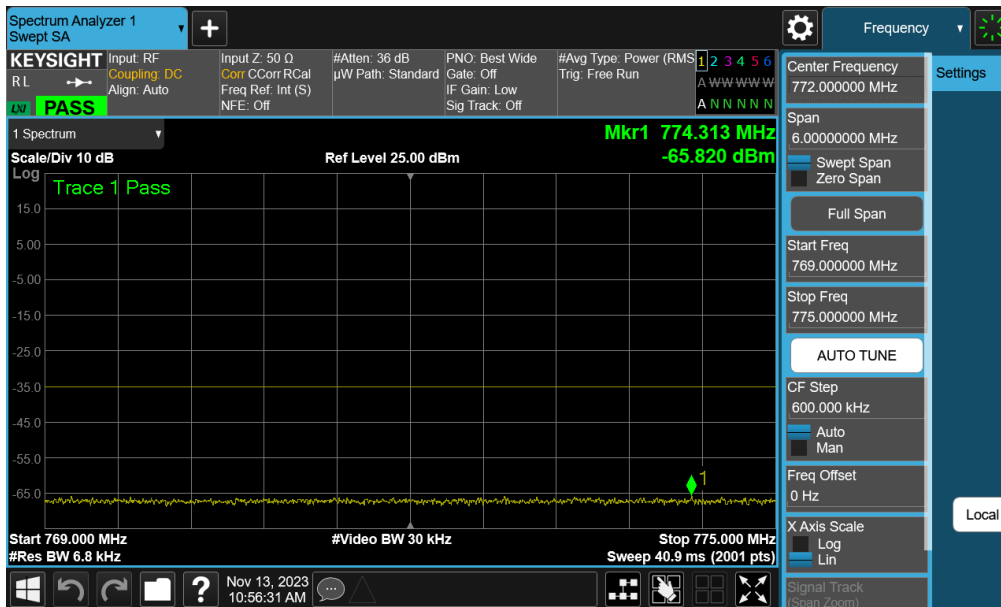 Spectrum Analyzer 1
Swept SA
Frequency
KEYSIGHT
RL
LXI
PASS
Input: RF
Coupling: DC
Align: Auto
Input Z: 50 Ω
Corr CCorr RCal
Freq Ref: Int (S)
NFE: Off
#Atten: 36 dB
µW Path: Standard
PNO: Best Wide
Gate: Off
IF Gain: Low
Sig Track: Off
#Avg Type: Power (RMS
Trig: Free Run
1 2 3 4 5 6
A W W W W W
A N N N N N
1 Spectrum
Mkr1 774.313 MHz
Scale/Div 10 dB
Ref Level 25.00 dBm
-65.820 dBm
Log
Trace 1 Pass
15.0
5.00
-5.00
-15.0
-25.0
-35.0
-45.0
-55.0
-65.0
1
Start 769.000 MHz
#Video BW 30 kHz
Stop 775.000 MHz
#Res BW 6.8 kHz
Sweep 40.9 ms (2001 pts)
?
Nov 13, 2023
10:56:31 AM
Center Frequency
772.000000 MHz
Span
6.00000000 MHz
Swept Span
Zero Span
Full Span
Start Freq
769.000000 MHz
Stop Freq
775.000000 MHz
AUTO TUNE
CF Step
600.000 kHz
Auto
Man
Freq Offset
0 Hz
X Axis Scale
Log
Lin
Signal Track
(Span Zoom)
Settings
Local